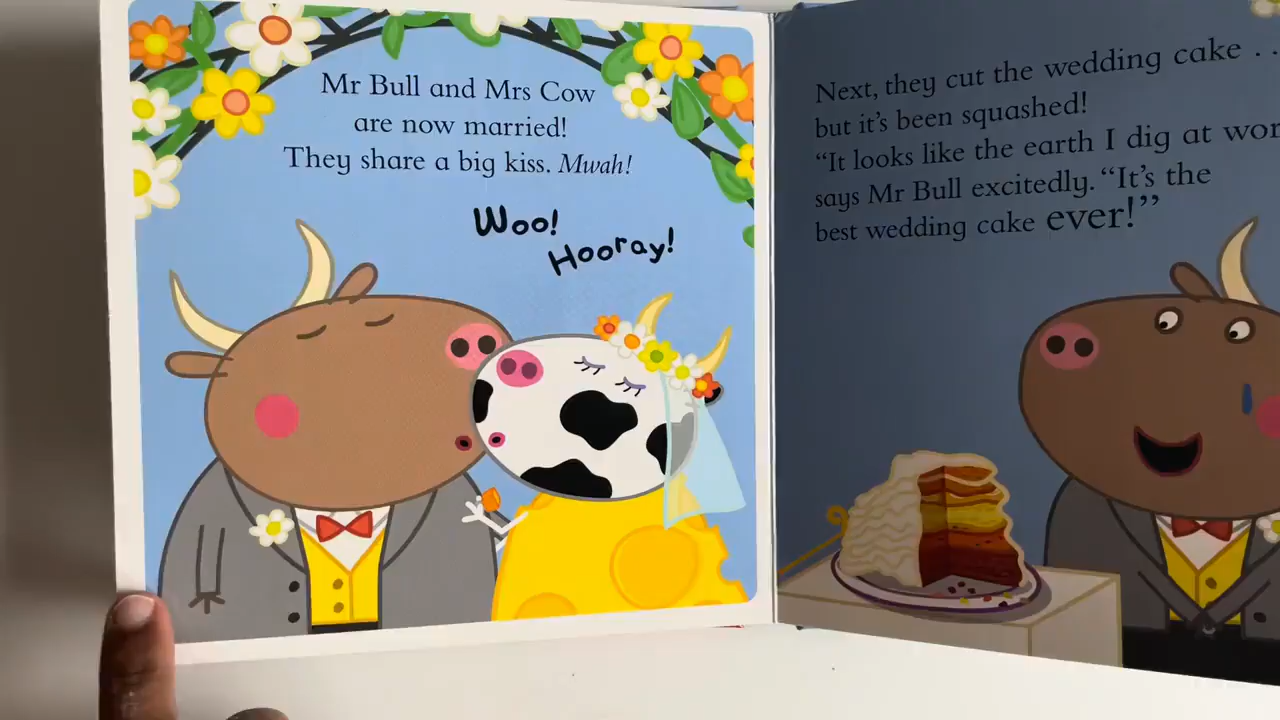 Mr Bull and Mrs Cow
are now married!
They share a big kiss. Mwah!
Woo!
Hooray!
Next, they cut the wedding cake . .
but it's been squashed!
“It looks like the earth I dig at
says Mr Bull excitedly. “It's the
best wedding cake ever!”